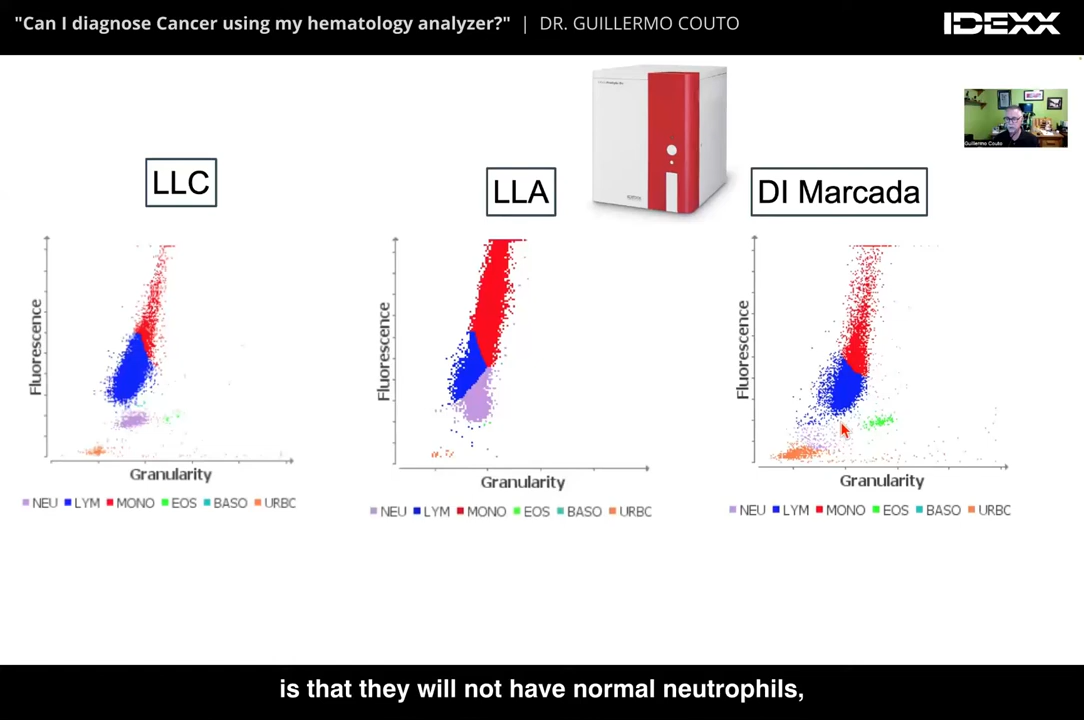 "Can I diagnose Cancer using my hematology analyzer?" | DR. GUILLERMO COUTO
IDEXX
Guillermo Couto
LLC
LLA
DI Marcada
Fluorescence
Granularity
NEU LYM MONO EOS BASO URBC
Fluorescence
Granularity
NEU LYM MONO EOS BASO URBC
Fluorescence
Granularity
NEU LYM MONO EOS BASO URBC
is that they will not have normal neutrophils,